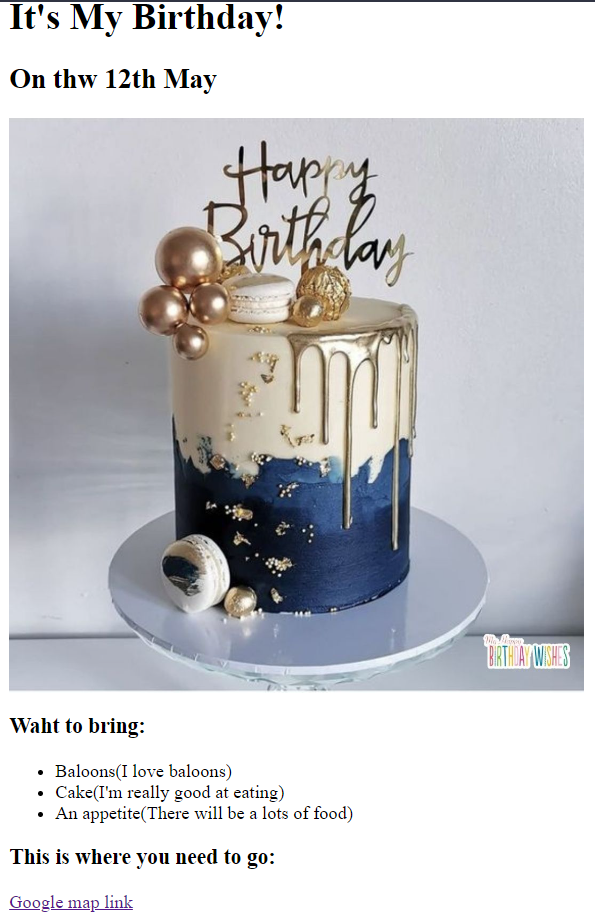 It's My Birthday!
On thw 12th May
Happy
Birthday
My Happy
BIRTHDAY WISHES
Waht to bring:
Baloons(I love baloons)
Cake(I'm really good at eating)
An appetite(There will be a lots of food)
This is where you need to go:
Google map link